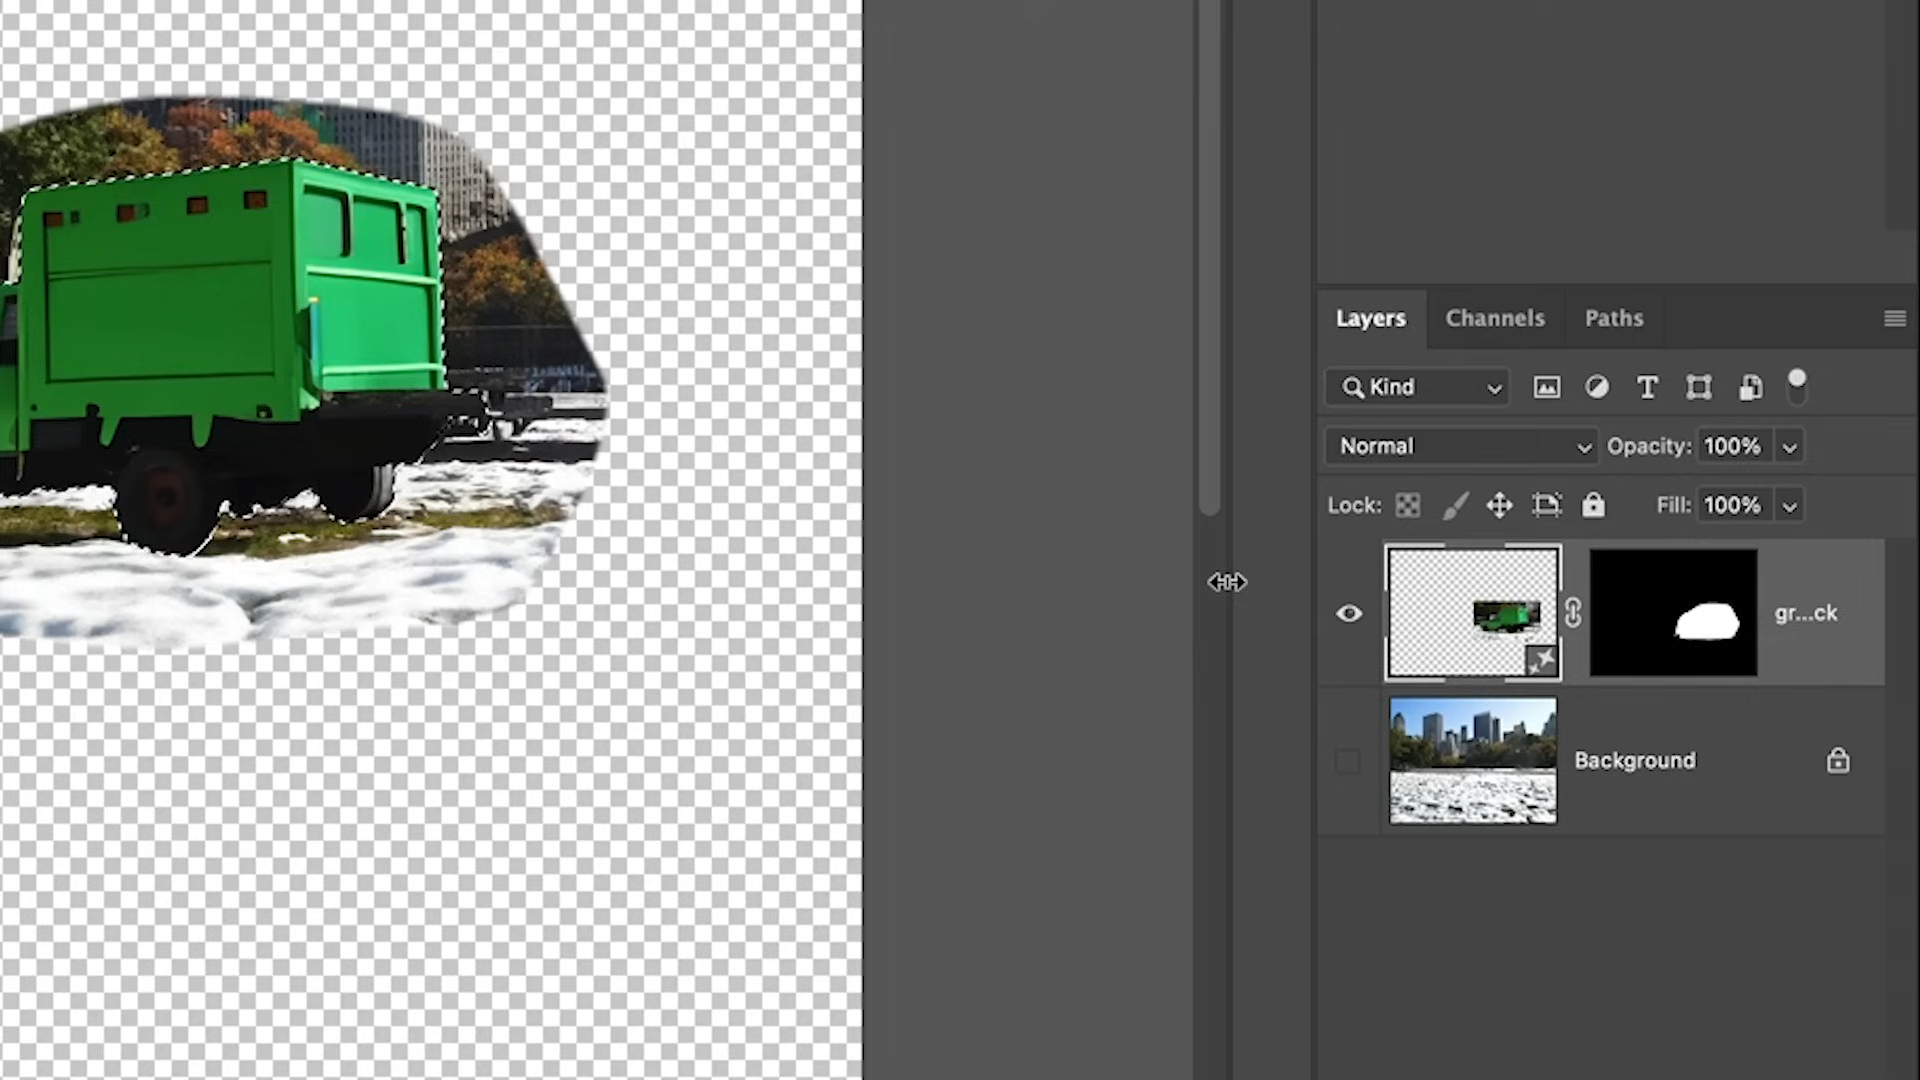 Layers Channels Paths
Kind
Normal Opacity: 100%
Lock: Fill: 100%
gr...ck
Background